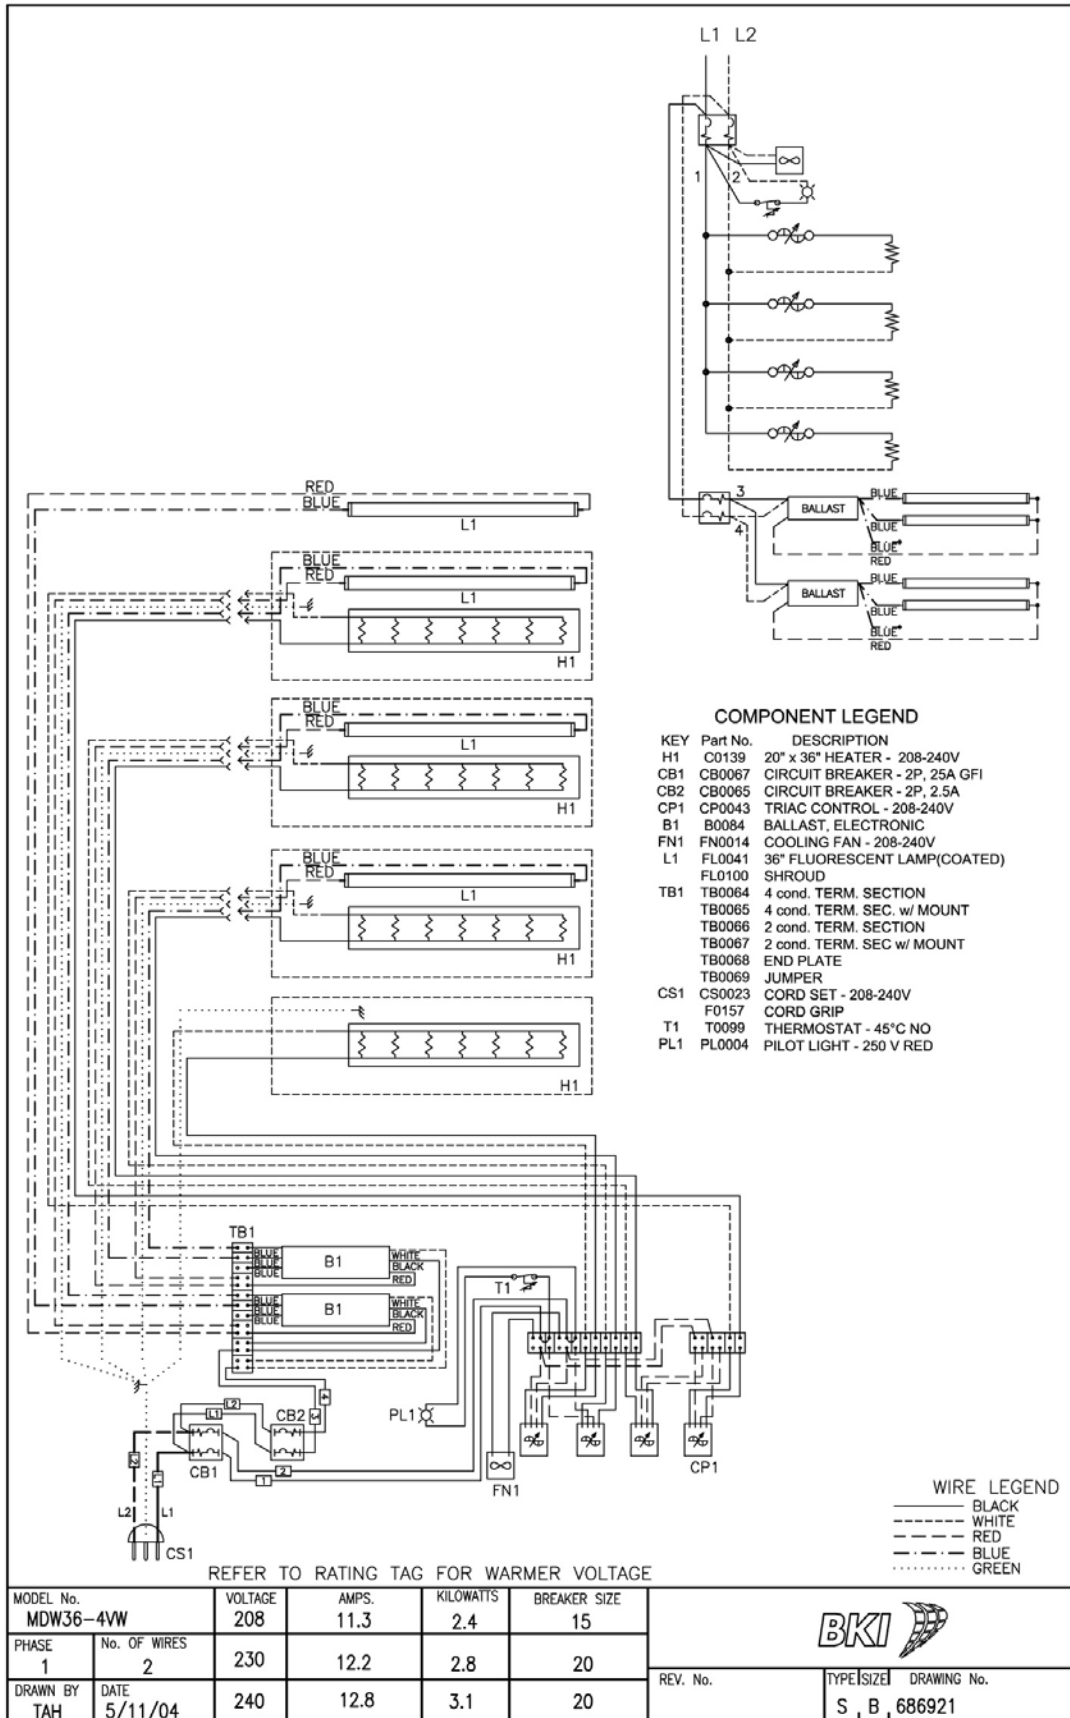 L1 L2
1 2
3
4
BALLAST
BLUE
BLUE
BLUE*
RED
BALLAST
BLUE
BLUE
BLUE*
RED
RED
BLUE
L1
BLUE
RED
L1
H1
BLUE
RED
L1
H1
BLUE
RED
L1
H1
H1
COMPONENT LEGEND
KEY Part No. DESCRIPTION
H1 C0139 20" x 36" HEATER - 208-240V
CB1 CB0067 CIRCUIT BREAKER - 2P, 25A GFI
CB2 CB0065 CIRCUIT BREAKER - 2P, 2.5A
CP1 CP0043 TRIAC CONTROL - 208-240V
B1 B0084 BALLAST, ELECTRONIC
FN1 FN0014 COOLING FAN - 208-240V
L1 FL0041 36" FLUORESCENT LAMP(COATED)
FL0100 SHROUD
TB1 TB0064 4 cond. TERM. SECTION
TB0065 4 cond. TERM. SEC. w/ MOUNT
TB0066 2 cond. TERM. SECTION
TB0067 2 cond. TERM. SEC w/ MOUNT
TB0068 END PLATE
TB0069 JUMPER
CS1 CS0023 CORD SET - 208-240V
F0157 CORD GRIP
T1 T0099 THERMOSTAT - 45°C NO
PL1 PL0004 PILOT LIGHT - 250 V RED
TB1
BLUE
BLUE
BLUE
B1
WHITE
BLACK
RED
BLUE
BLUE
BLUE
B1
WHITE
BLACK
RED
T1
4
3
L2
L1
CB2
CB1
PL1
2
1
FN1
CP1
L2
L1
L2 L1
CS1
WIRE LEGEND
BLACK
WHITE
RED
BLUE
GREEN
REFER TO RATING TAG FOR WARMER VOLTAGE
MODEL No. VOLTAGE AMPS. KILOWATTS BREAKER SIZE
MDW36-4VW 208 11.3 2.4 15
PHASE No. OF WIRES
1 2 230 12.2 2.8 20
DRAWN BY DATE
TAH 5/11/04 240 12.8 3.1 20
BKI
REV. No. TYPE SIZE DRAWING No.
S B 686921